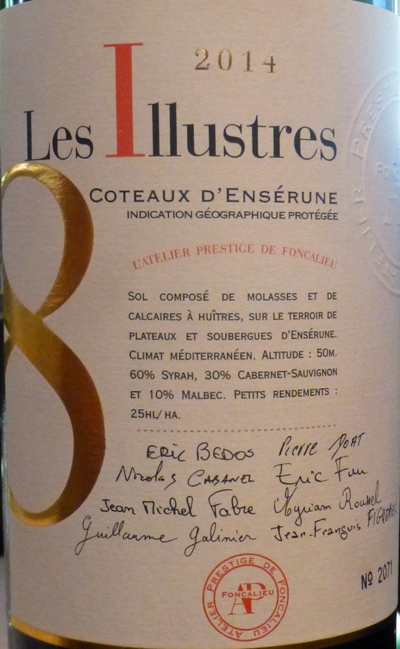 2014
Les Illustres
8
COTEAUX D'ENSÉRUNE
INDICATION GÉOGRAPHIQUE PROTÉGÉE
L'ATELIER PRESTIGE DE FONCALIEU
SOL COMPOSÉ DE MOLASSES ET DE
CALCAIRES À HUÎTRES, SUR LE TERROIR DE
PLATEAUX ET SOUBERGUES D'ENSÉRUNE.
CLIMAT MÉDITERRANÉEN. ALTITUDE : 50M.
60% SYRAH, 30% CABERNET-SAUVIGNON
ET 10% MALBEC. PETITS RENDEMENTS :
25HL/HA.
ERIC BEDOS Pierre
Nicolas CABANEL Eric
Jean Michel Fabre Myriam Roussel
Guillaume Galinier Jean-François
ATELIER PRESTIGE DE FONCALIEU
FONCALIEU
AP
Nº 2071